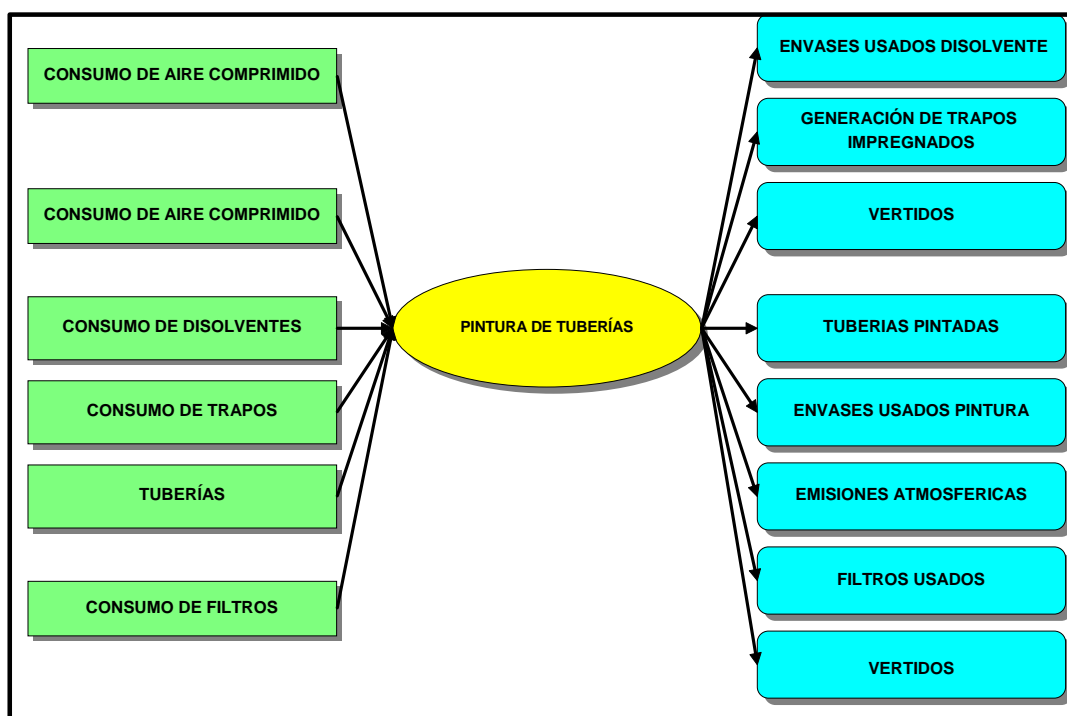 CONSUMO DE AIRE COMPRIMIDO
CONSUMO DE AIRE COMPRIMIDO
CONSUMO DE DISOLVENTES
CONSUMO DE TRAPOS
TUBERÍAS
CONSUMO DE FILTROS
PINTURA DE TUBERÍAS
ENVASES USADOS DISOLVENTE
GENERACIÓN DE TRAPOS
IMPREGNADOS
VERTIDOS
TUBERIAS PINTADAS
ENVASES USADOS PINTURA
EMISIONES ATMOSFERICAS
FILTROS USADOS
VERTIDOS